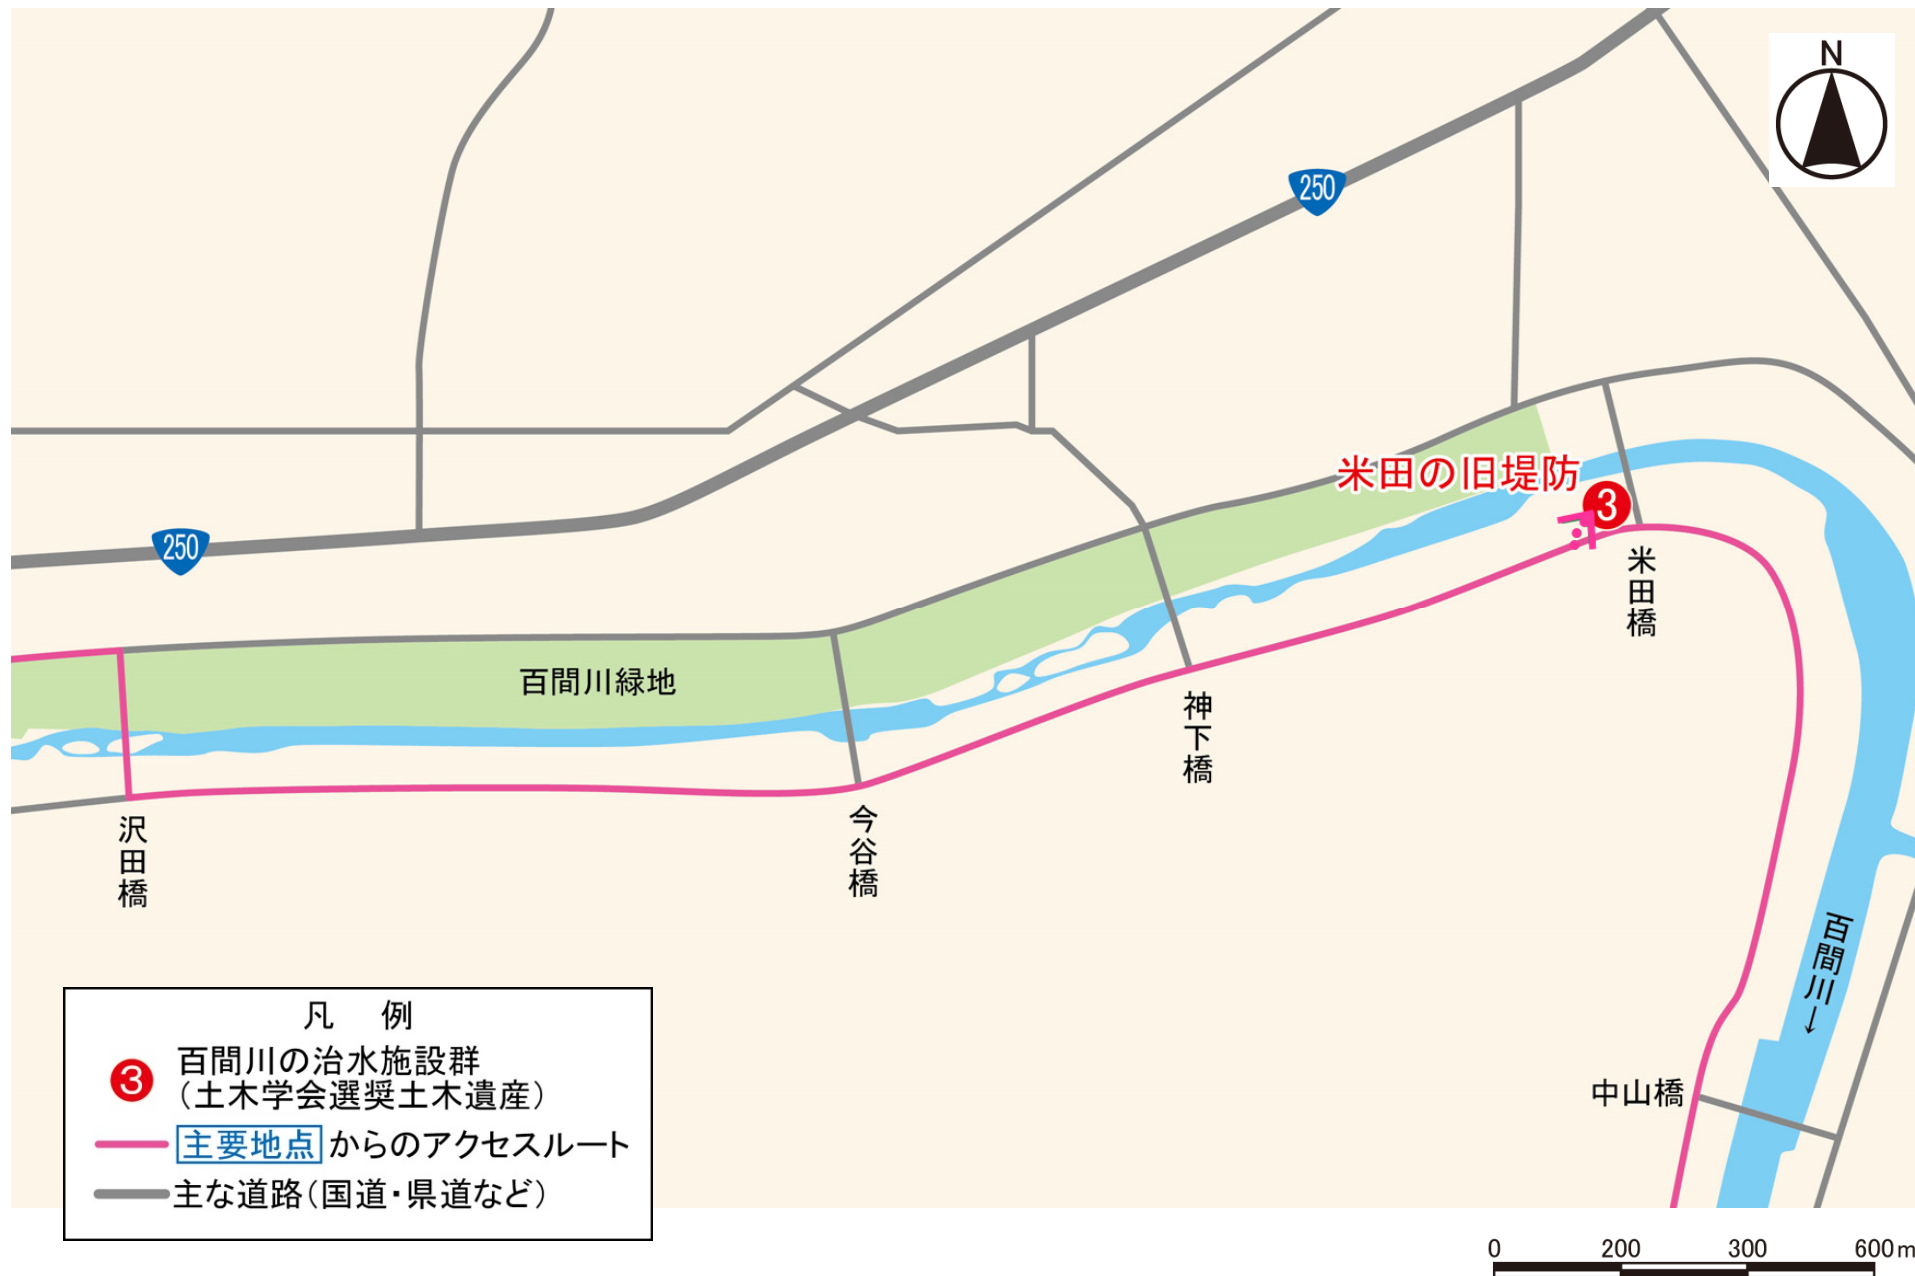 N
250
250
米田の旧堤防
3
米田橋
百間川緑地
神下橋
今谷橋
沢田橋
百間川→
中山橋
凡 例
3 百間川の治水施設群
(土木学会選奨土木遺産)
主要地点からのアクセスルート
主な道路(国道・県道など)
0 200 300 600m